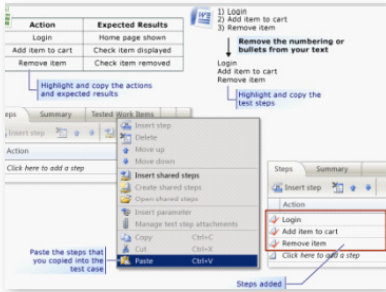 Action Expected Results
Login Home page shown
Add item to cart Check item displayed
Remove item Check item removed
Highlight and copy the actions
and expected results
1) Login
2) Add item to cart
3) Remove item
Remove the numbering or
bullets from your text
Login
Add item to cart
Remove item
Highlight and copy the
test steps
eps Summary Tested Work Items
Insert step
Action
Click here to add a step
Insert step
Delete
Move up
Move down
Insert shared steps
Create shared steps
Open shared steps
Insert parameter
Manage test step attachments
Copy Ctrl+C
Cut Ctrl+X
Paste Ctrl+V
Paste the steps that
you copied into the
test case
Steps Summary
Insert step
Action
Login
Add item to cart
Remove item
Click here to add a step
Steps added